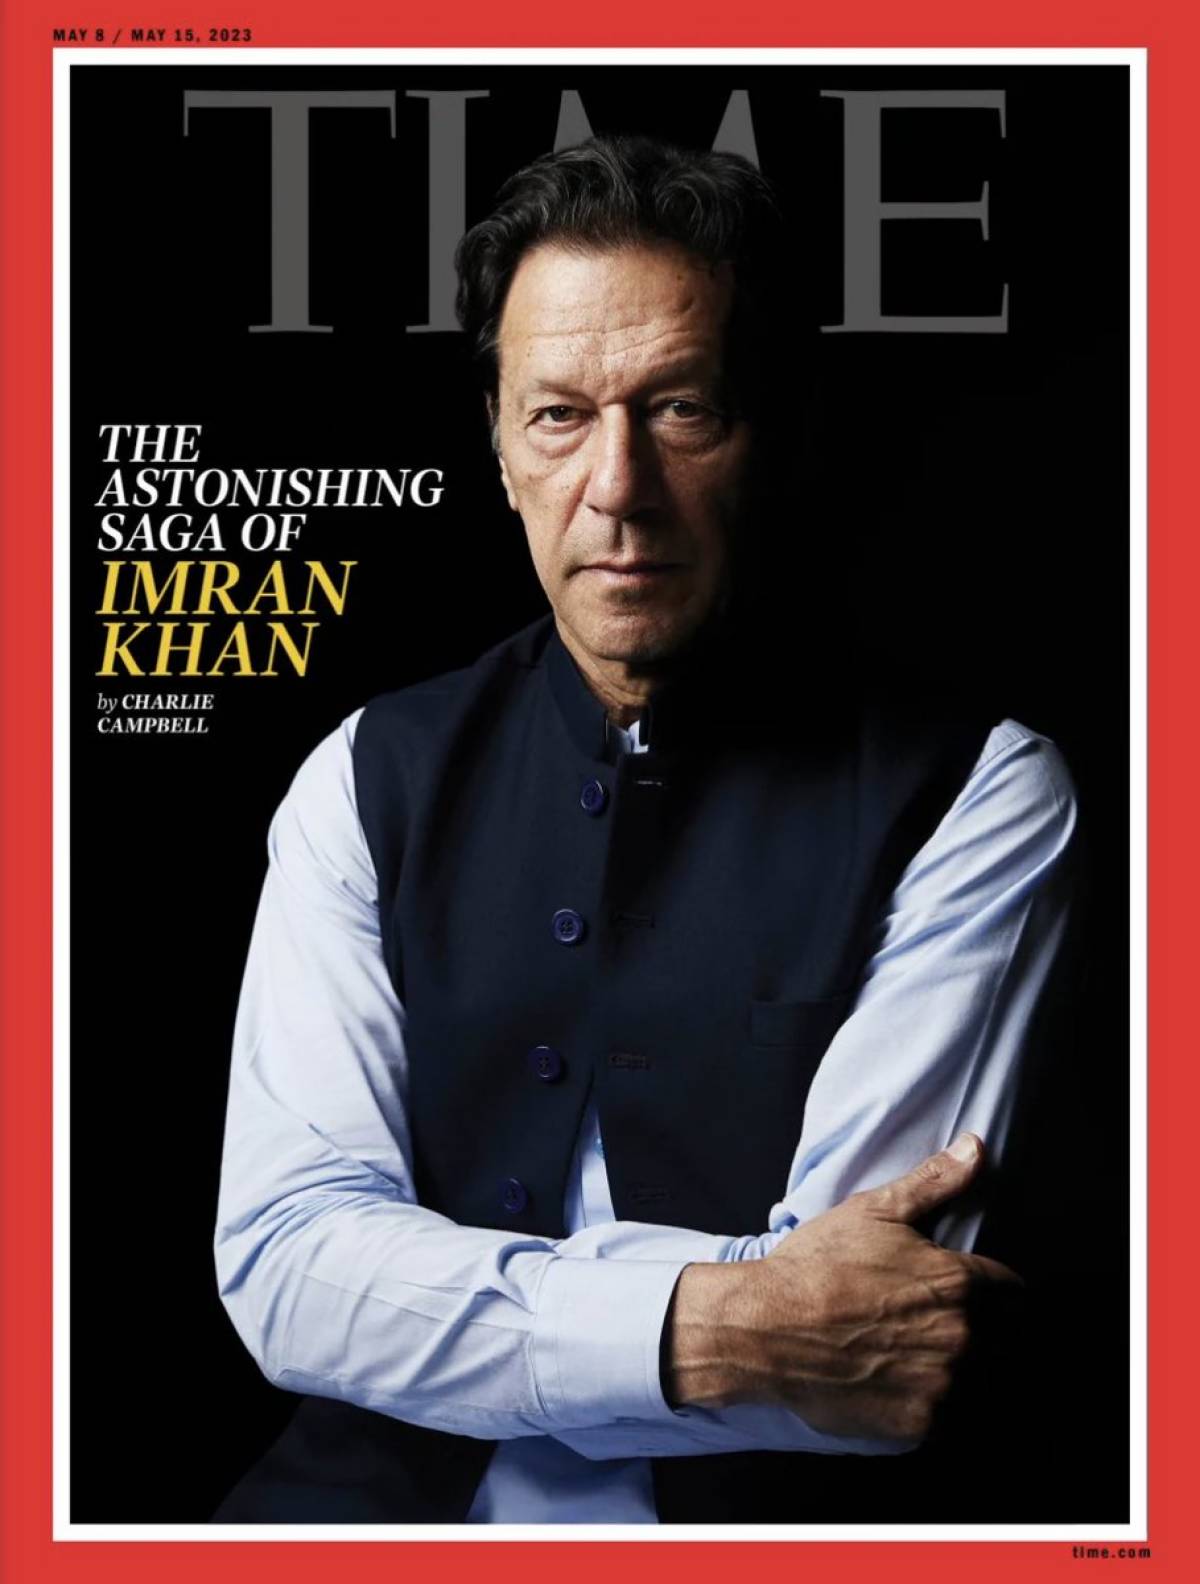 MAY 8 / MAY 15, 2023
TIME
THE
ASTONISHING
SAGA OF
IMRAN
KHAN
by CHARLIE
CAMPBELL
time.com